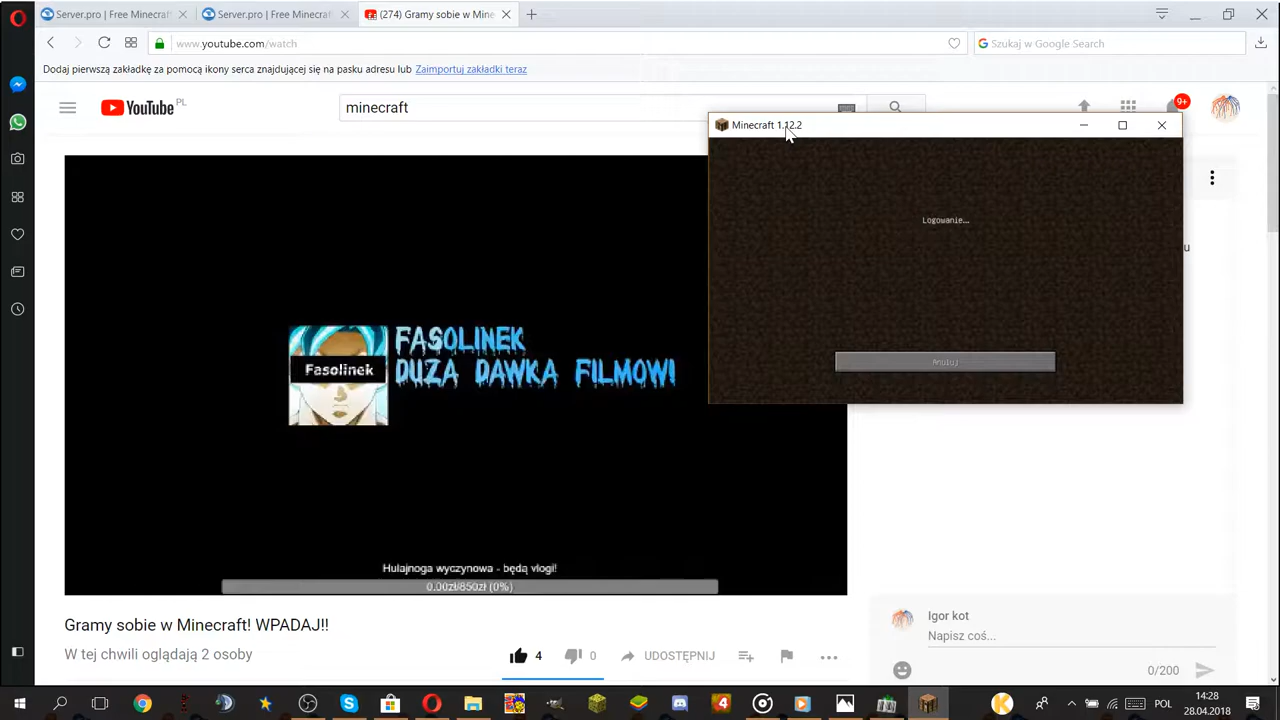 Server.pro | Free Minecraft
Server.pro | Free Minecraft
(274) Gramy sobie w Mine
www.youtube.com/watch
Szukaj w Google Search
Dodaj pierwszą zakładkę za pomocą ikony serca znajdującej się na pasku adresu lub Zaimportuj zakładki teraz
YouTube PL
minecraft
9+
Minecraft 1.12.2
Logowanie...
Anuluj
FASOLINEK
DUZA DAWKA FILMOW!
Fasolinek
Hulajnoga wyczynowa - będą vlogi!
0.00zł/850zł (0%)
Gramy sobie w Minecraft! WPADAJ!!
W tej chwili oglądają 2 osoby
4
0
UDOSTĘPNIJ
Igor kot
Napisz coś...
0/200
POL
14:28
28.04.2018